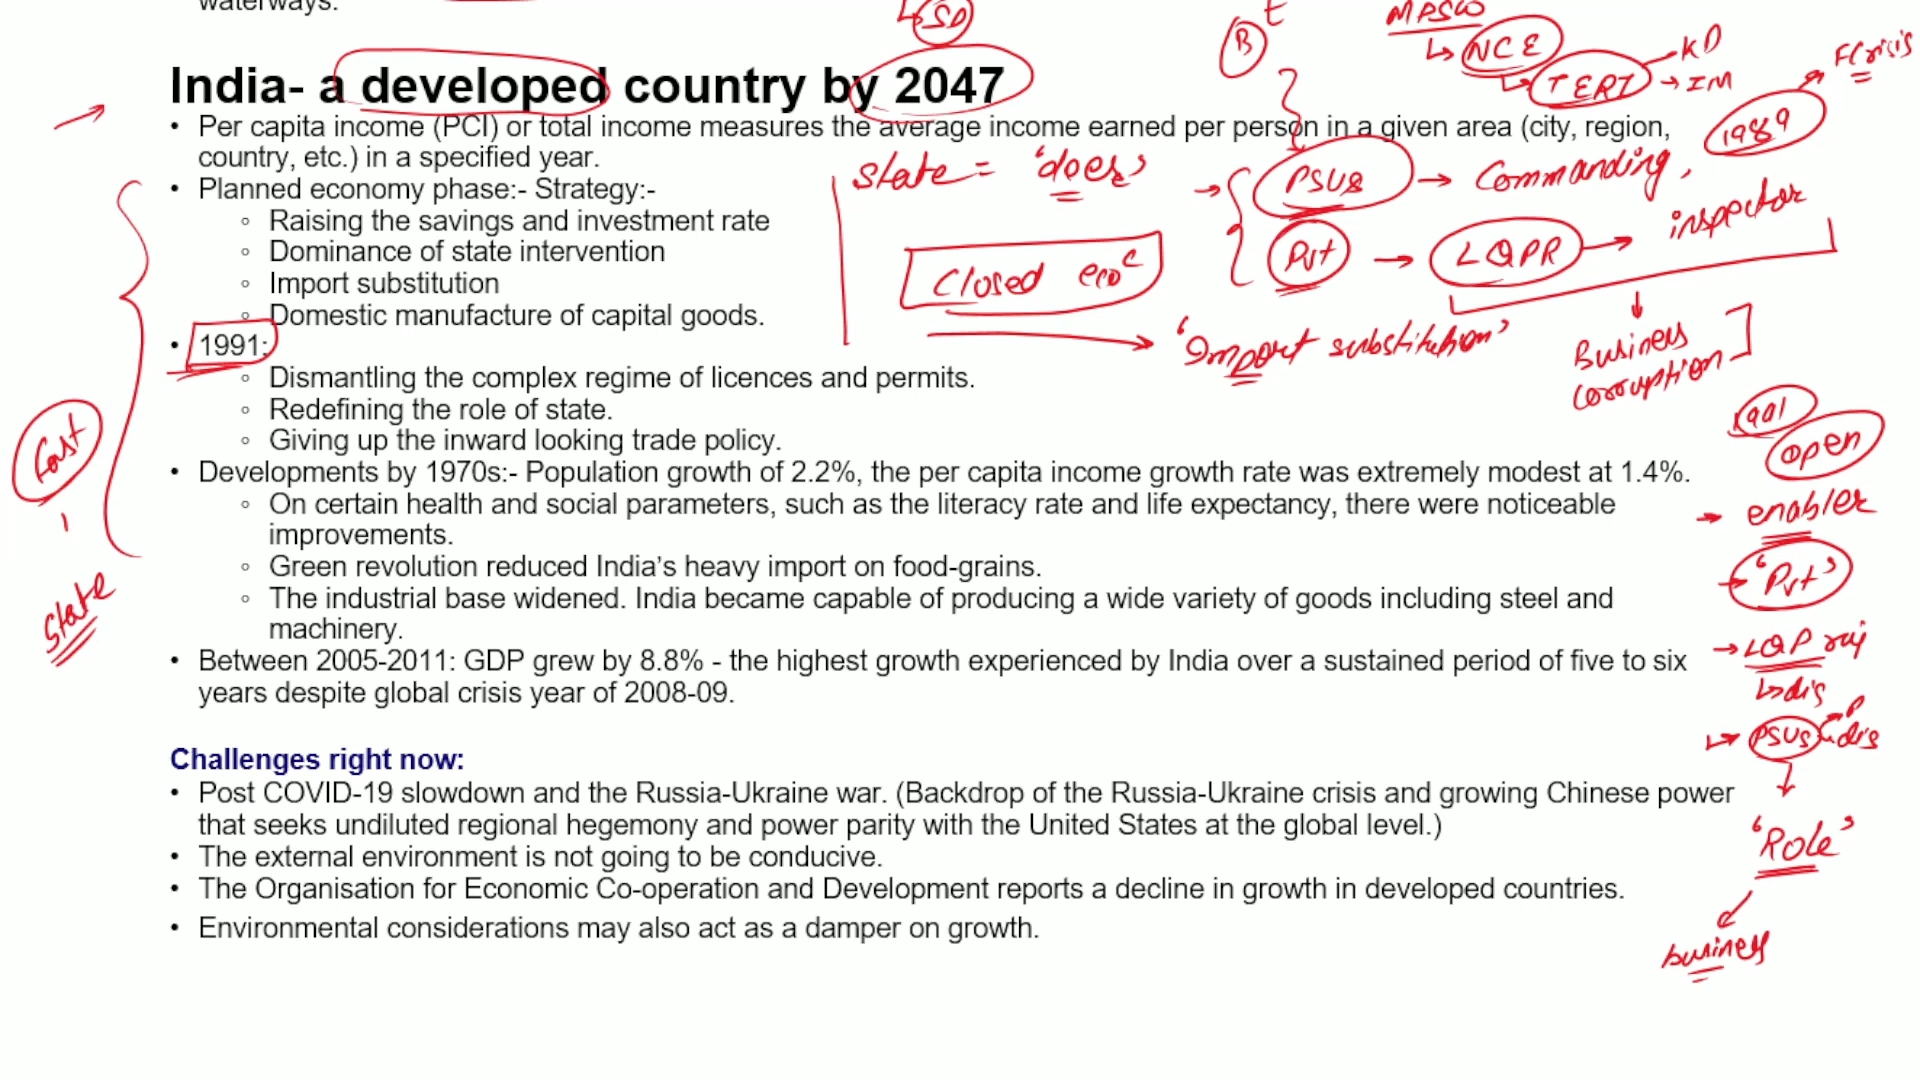 waterways.
SD
B
E
MPSW
↳ NCE
↳ TERI
KD
→ IM
F Crisis
1989
India- a developed country by 2047
• Per capita income (PCI) or total income measures the average income earned per person in a given area (city, region,
country, etc.) in a specified year.
• Planned economy phase:- Strategy:-
◦ Raising the savings and investment rate
◦ Dominance of state intervention
◦ Import substitution
◦ Domestic manufacture of capital goods.
• 1991:
◦ Dismantling the complex regime of licences and permits.
◦ Redefining the role of state.
◦ Giving up the inward looking trade policy.
• Developments by 1970s:- Population growth of 2.2%, the per capita income growth rate was extremely modest at 1.4%.
◦ On certain health and social parameters, such as the literacy rate and life expectancy, there were noticeable
improvements.
◦ Green revolution reduced India’s heavy import on food-grains.
◦ The industrial base widened. India became capable of producing a wide variety of goods including steel and
machinery.
• Between 2005-2011: GDP grew by 8.8% - the highest growth experienced by India over a sustained period of five to six
years despite global crisis year of 2008-09.
Challenges right now:
• Post COVID-19 slowdown and the Russia-Ukraine war. (Backdrop of the Russia-Ukraine crisis and growing Chinese power
that seeks undiluted regional hegemony and power parity with the United States at the global level.)
• The external environment is not going to be conducive.
• The Organisation for Economic Co-operation and Development reports a decline in growth in developed countries.
• Environmental considerations may also act as a damper on growth.
state = 'doer'
→ PSUs → Commanding
Pvt → LQPR → inspector
Closed eco
'Import substitution'
Business
corruption
state
open
→ enabler
→ 'Pvt'
→ LQP raj
↳ dis
↳ PSUs
P
dis
'Role'
business